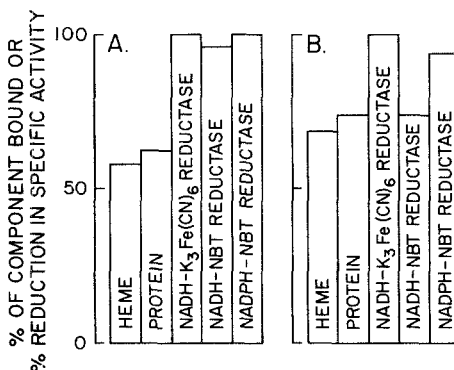 % OF COMPONENT BOUND OR
% REDUCTION IN SPECIFIC ACTIVITY
100
50
0
A.
HEME
PROTEIN
NADH-K3Fe(CN)6 REDUCTASE
NADH-NBT REDUCTASE
NADPH-NBT REDUCTASE
B.
HEME
PROTEIN
NADH-K3Fe(CN)6 REDUCTASE
NADH-NBT REDUCTASE
NADPH-NBT REDUCTASE